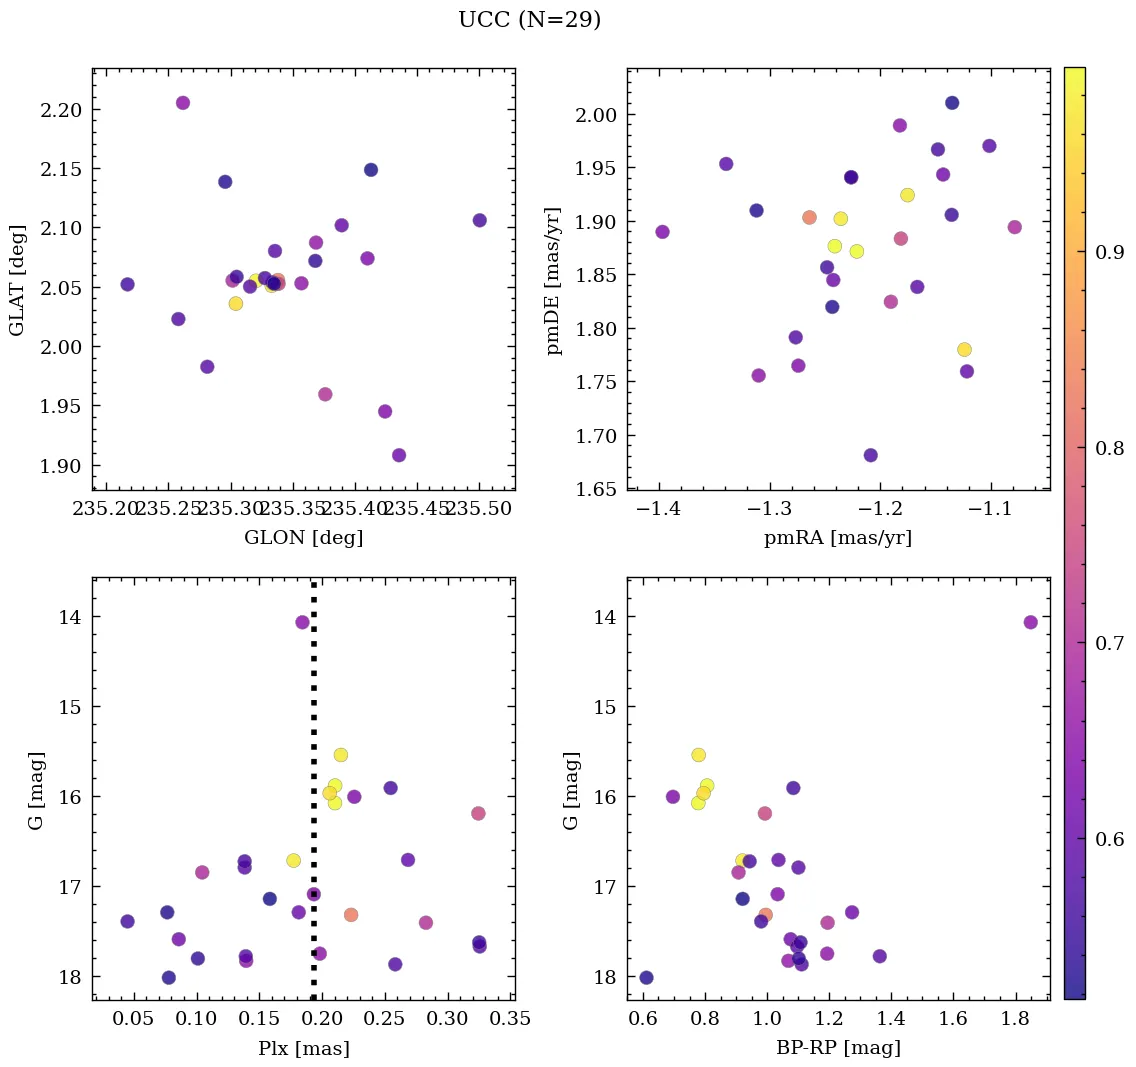 UCC (N=29)
2.20
2.15
2.10
2.05
2.00
1.95
1.90
GLAT [deg]
235.20 235.25 235.30 235.35 235.40 235.45 235.50
GLON [deg]
2.00
1.95
1.90
1.85
1.80
1.75
1.70
1.65
pmDE [mas/yr]
−1.4 −1.3 −1.2 −1.1
pmRA [mas/yr]
0.9
0.8
0.7
0.6
14
15
16
17
18
G [mag]
0.05 0.10 0.15 0.20 0.25 0.30 0.35
Plx [mas]
14
15
16
17
18
G [mag]
0.6 0.8 1.0 1.2 1.4 1.6 1.8
BP-RP [mag]